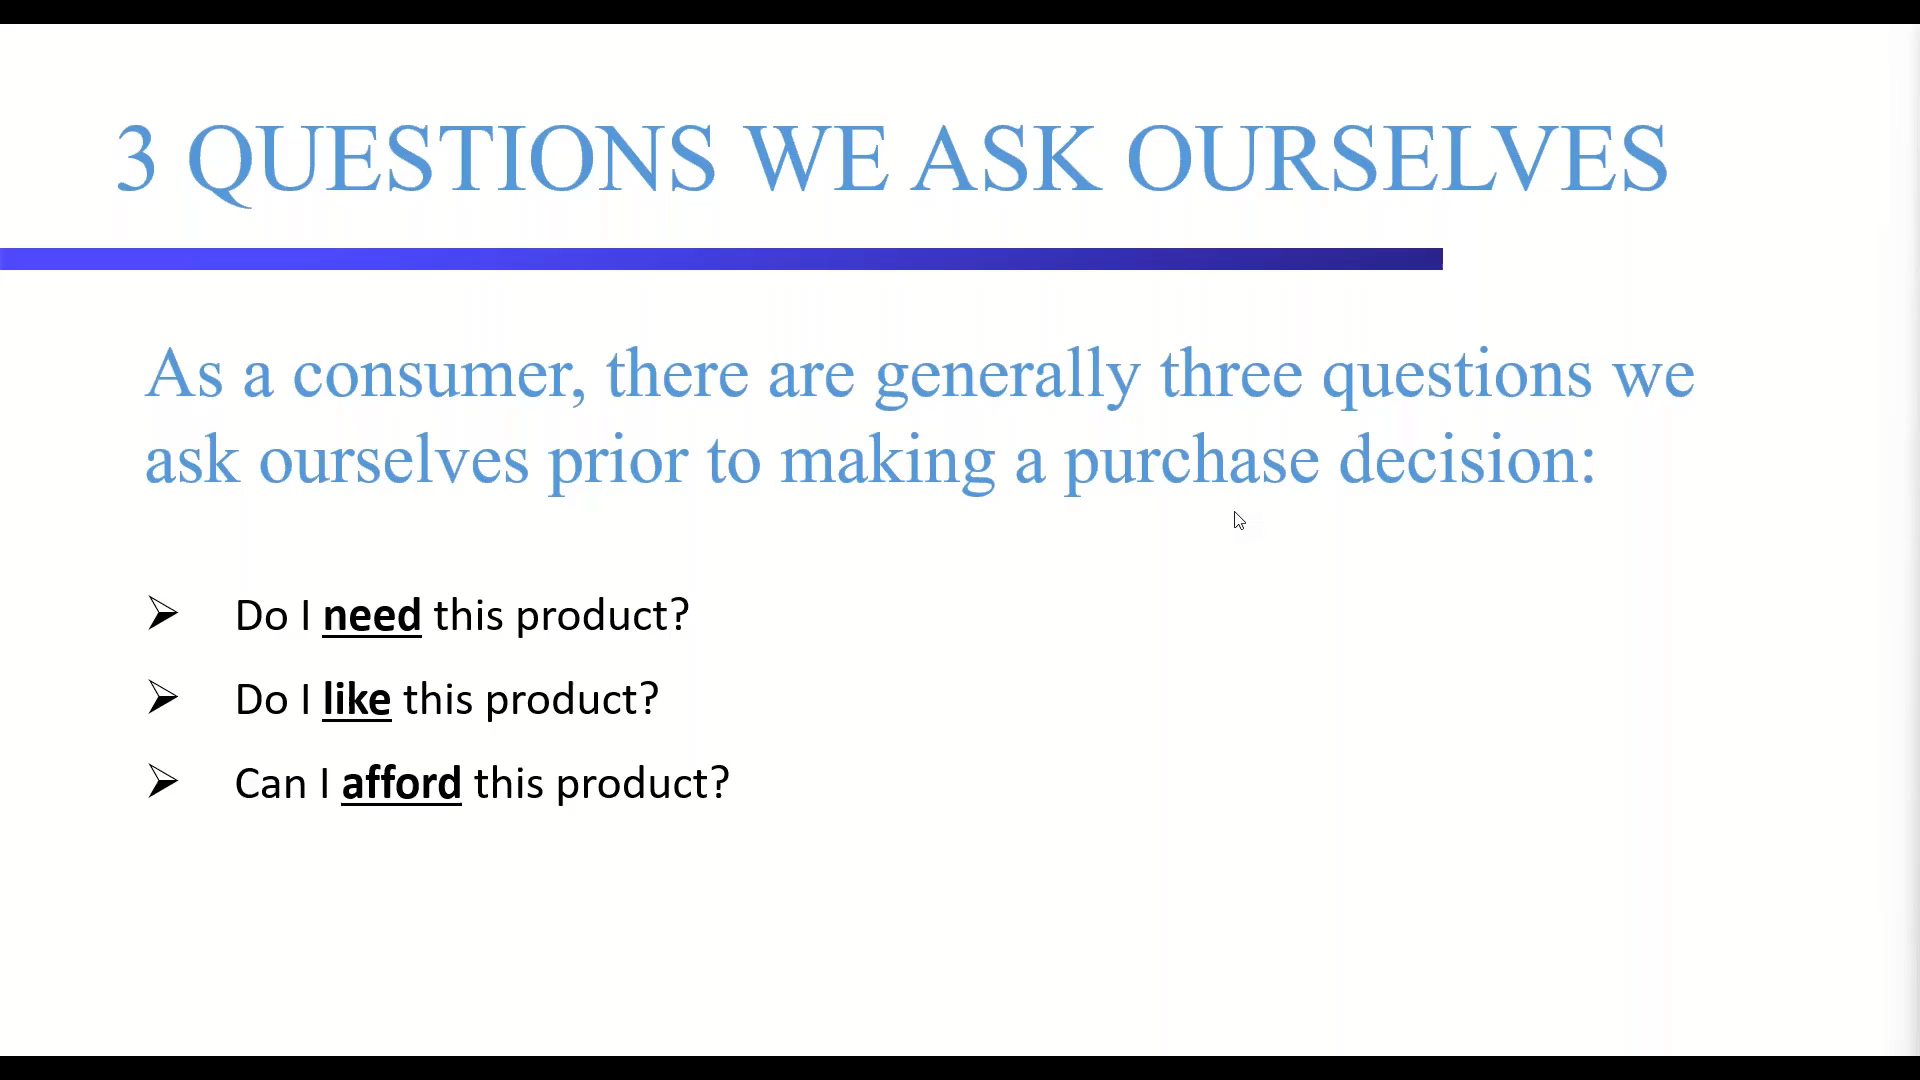 3 QUESTIONS WE ASK OURSELVES
As a consumer, there are generally three questions we
ask ourselves prior to making a purchase decision:
Do I need this product?
Do I like this product?
Can I afford this product?